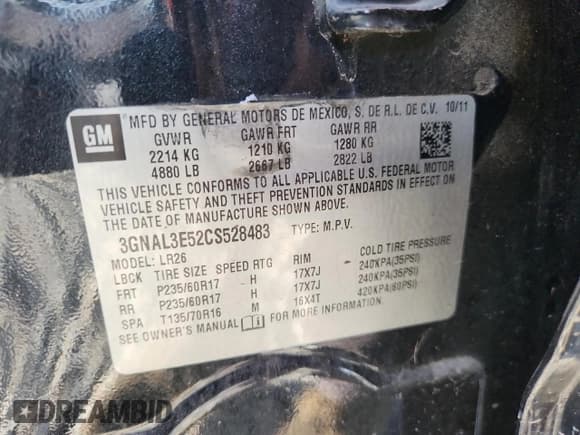 GM
MFD BY GENERAL MOTORS DE MEXICO, S. DE R.L. DE C.V. 10/11
GVWR GAWR FRT GAWR RR
2214 KG 1210 KG 1280 KG
4880 LB 2667 LB 2822 LB
THIS VEHICLE CONFORMS TO ALL APPLICABLE U.S. FEDERAL MOTOR
VEHICLE SAFETY AND THEFT PREVENTION STANDARDS IN EFFECT ON
THE DATE OF MANUFACTURE SHOWN ABOVE.
3GNAL3E52CS528483 TYPE: M.P.V.
MODEL: LR26
LBCK TIRE SIZE SPEED RTG RIM COLD TIRE PRESSURE
FRT P235/60R17 H 17X7J 240KPA(35PSI)
RR P235/60R17 H 17X7J 240KPA(35PSI)
SPA T135/70R16 M 16X4T 420KPA(60PSI)
SEE OWNER'S MANUAL FOR MORE INFORMATION.
DREAMBID